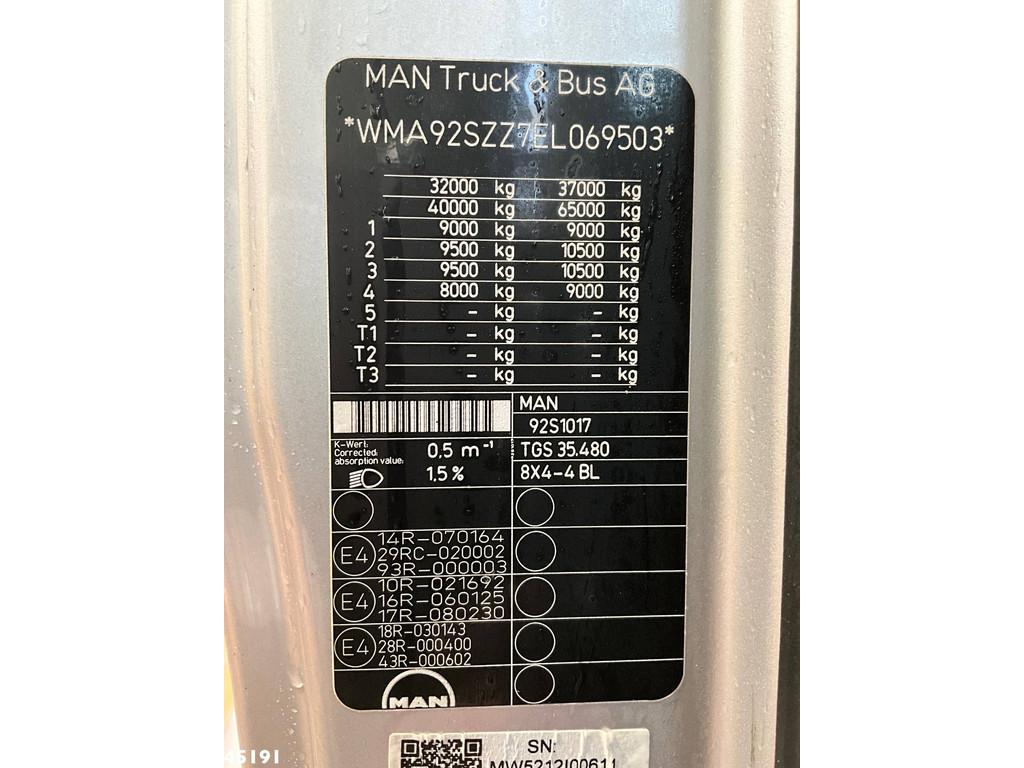 MAN Truck & Bus AG
*WMA92SZZ7EL069503*
32000 kg 37000 kg
40000 kg 65000 kg
1 9000 kg 9000 kg
2 9500 kg 10500 kg
3 9500 kg 10500 kg
4 8000 kg 9000 kg
5 – kg – kg
T1 – kg – kg
T2 – kg – kg
T3 – kg – kg
MAN
92S1017
K-Wert:
Corrected
absorption value:
0,5 m⁻¹
TGS 35.480
1,5 %
8X4-4 BL
E4
14R-070164
29RC-020002
93R-000003
E4
10R-021692
16R-060125
17R-080230
E4
18R-030143
28R-000400
43R-000602
MAN
SN:
MW5212I00611
45191